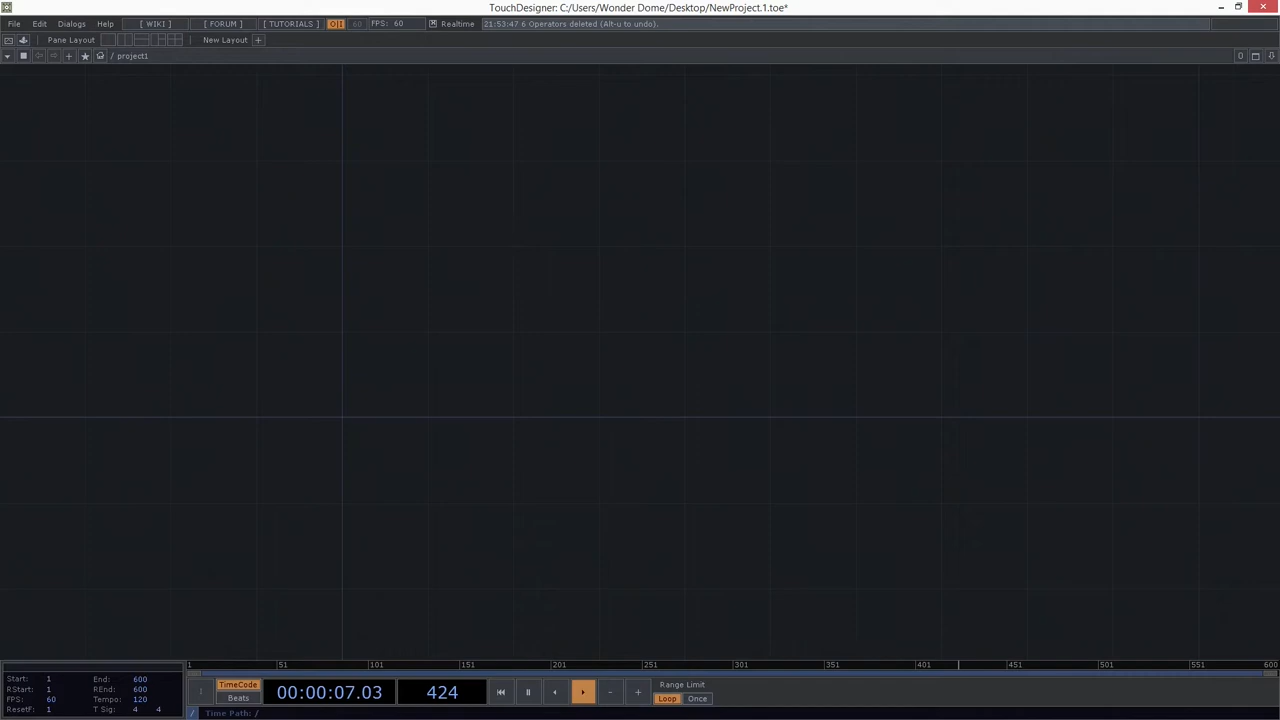 TouchDesigner: C:/Users/Wonder Dome/Desktop/NewProject.1.toe*
File Edit Dialogs Help [ WIKI ] [ FORUM ] [ TUTORIALS ] O|I 60 FPS: 60 Realtime 21:53:47 6 Operators deleted (Alt-u to undo).
Pane Layout New Layout +
/ project1 0
1 51 101 151 201 251 301 351 401 451 501 551 600
Start: 1 End: 600
RStart: 1 REnd: 600
FPS: 60 Tempo: 120
ResetF: 1 T Sig: 4 4
TimeCode
Beats
00:00:07.03 424
- +
Range Limit
Loop Once
/ Time Path: /